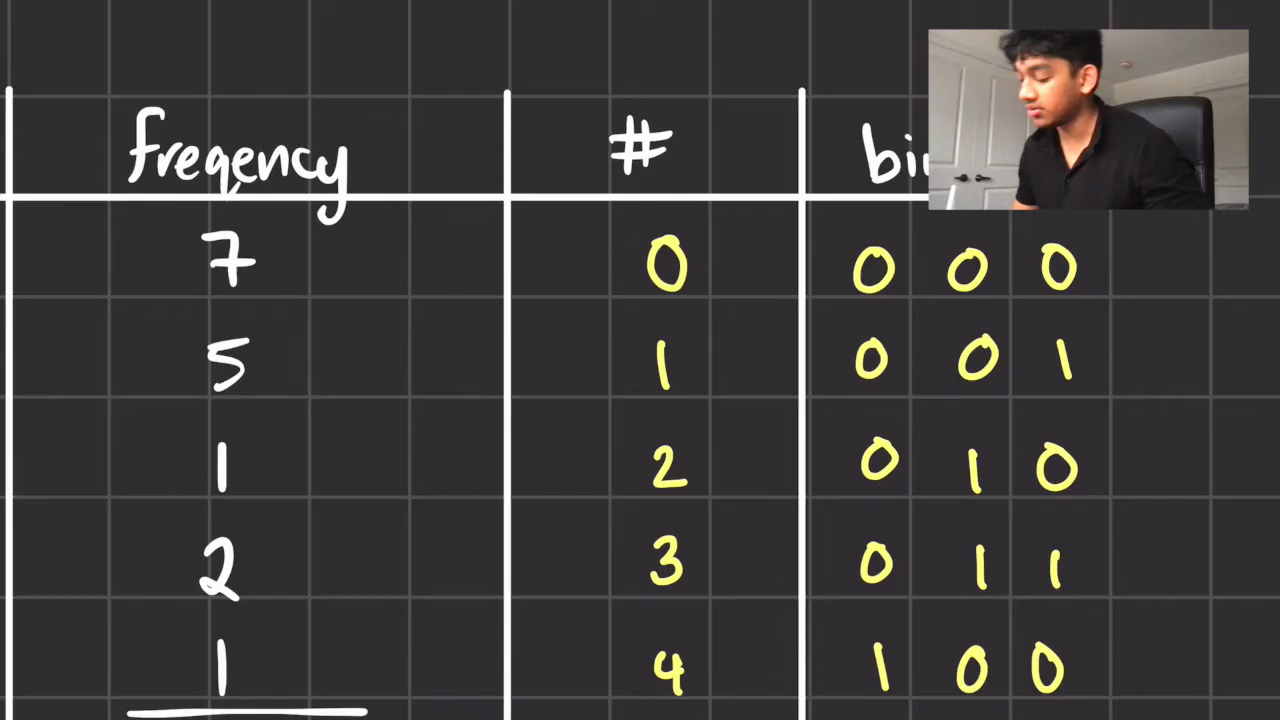 freqency # bi
7 0 0 0 0
5 1 0 0 1
1 2 0 1 0
2 3 0 1 1
1 4 1 0 0